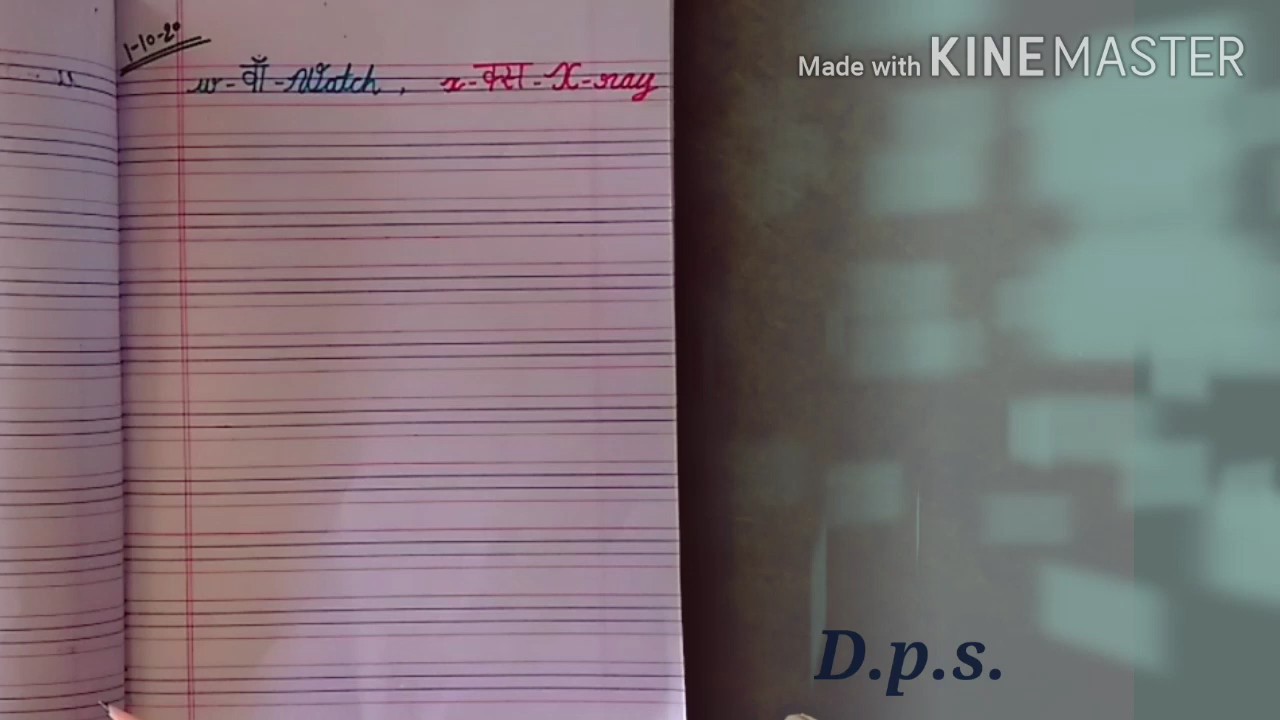 1-10-20
w - वॉ - Watch , x - क्स - X-ray
Made with KINEMASTER
D.p.s.